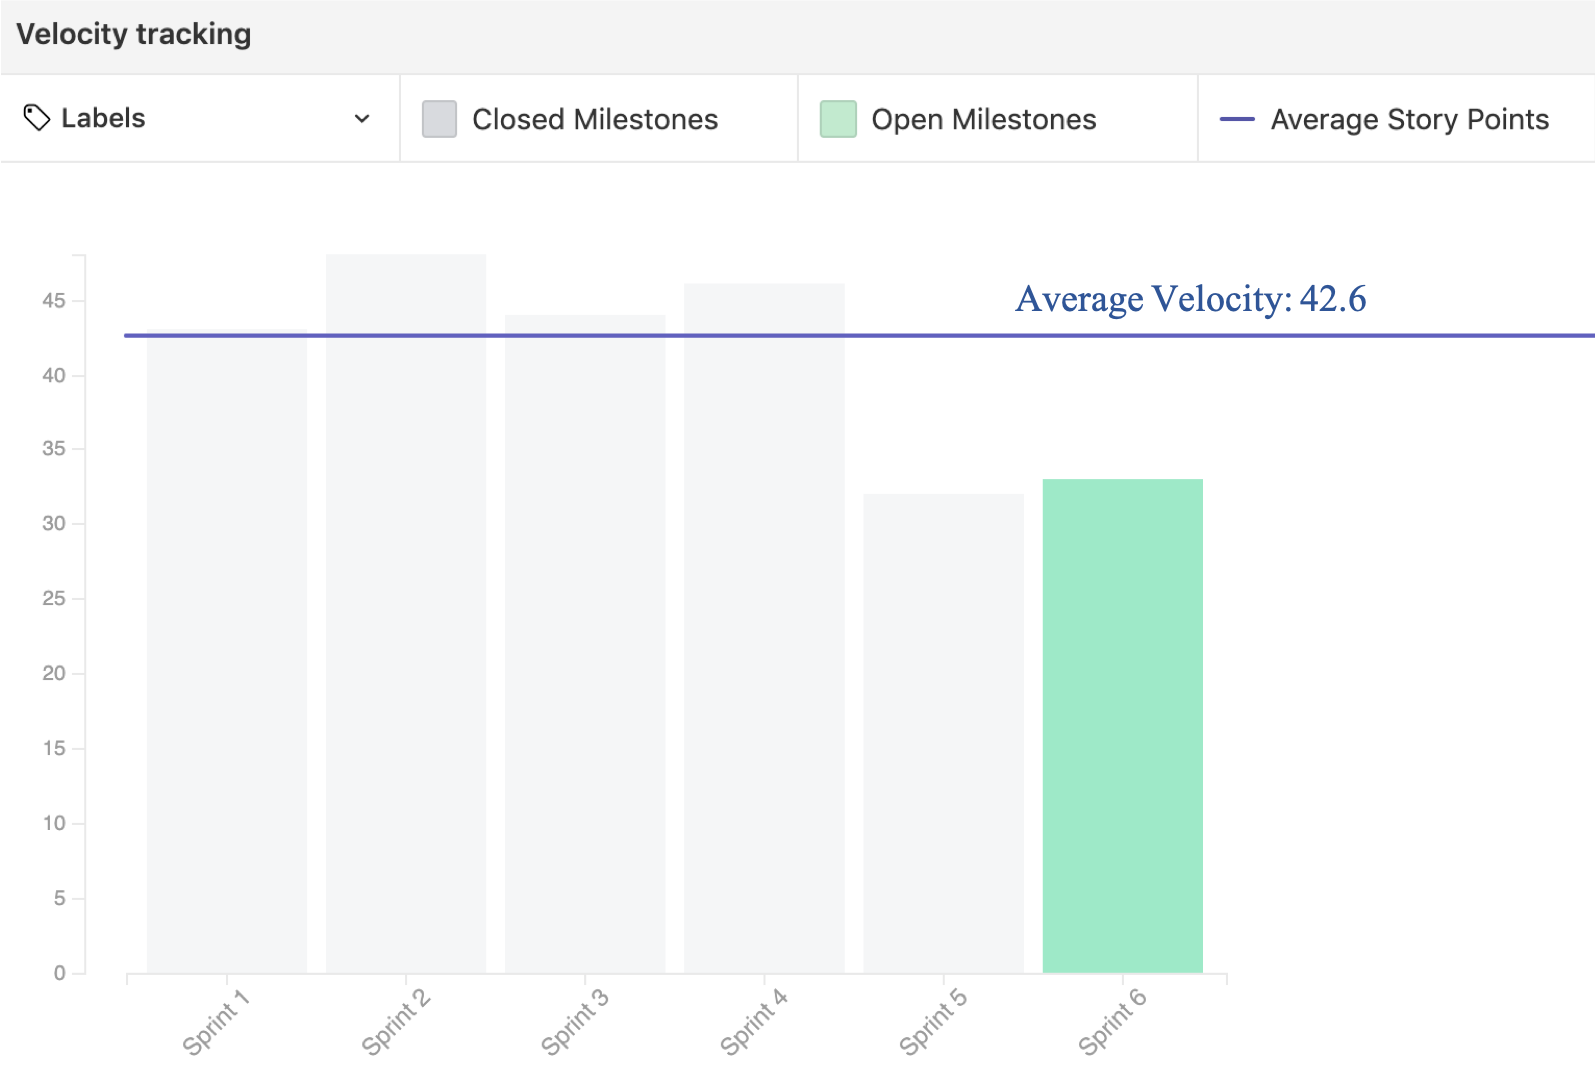 Velocity tracking
Labels
Closed Milestones
Open Milestones
Average Story Points
Average Velocity: 42.6
45
40
35
30
25
20
15
10
5
0
Sprint 1
Sprint 2
Sprint 3
Sprint 4
Sprint 5
Sprint 6